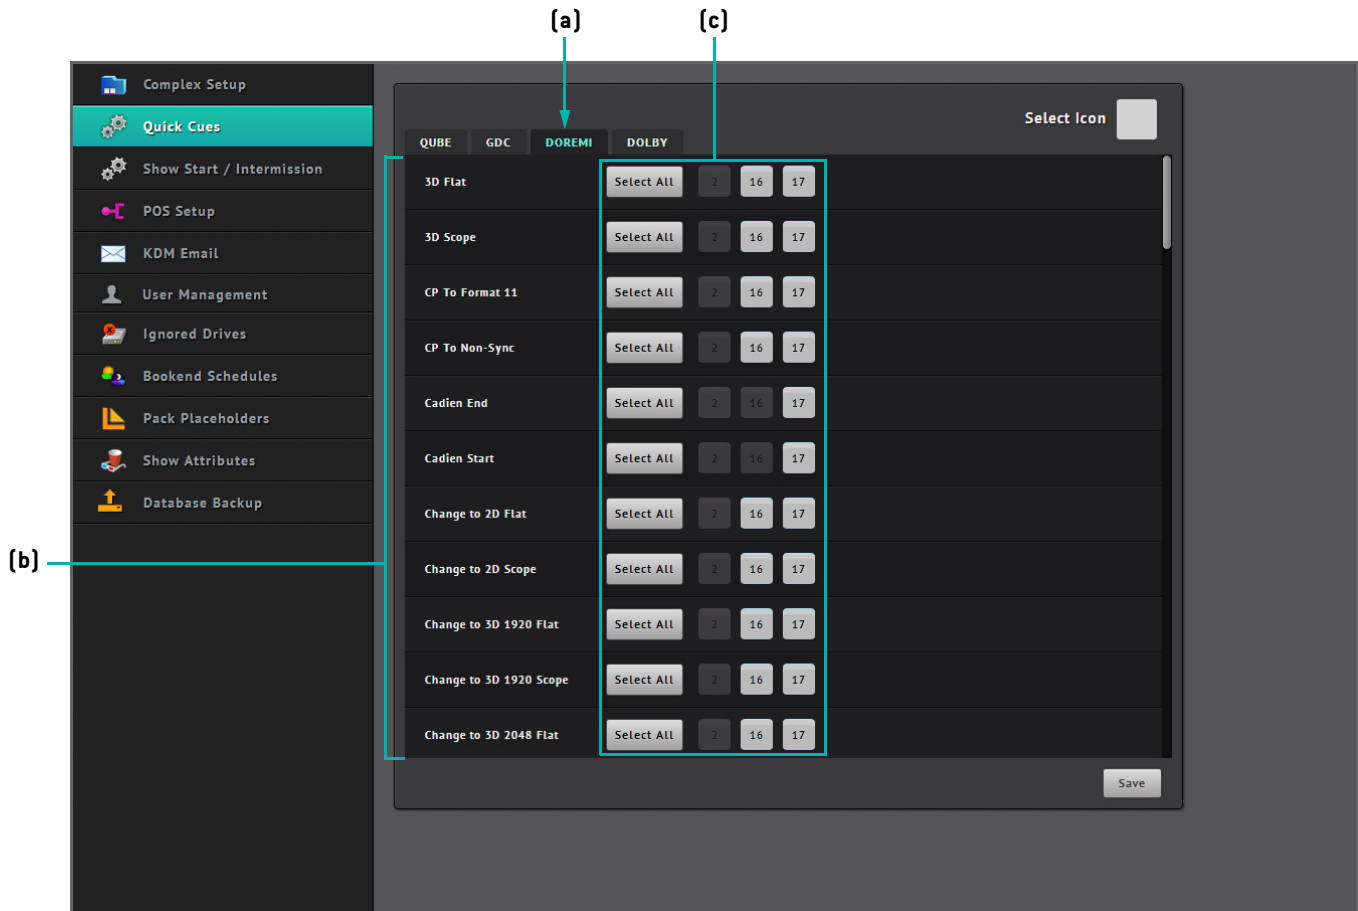 (a) (c)
Complex Setup
Quick Cues
Show Start / Intermission
POS Setup
KDM Email
User Management
Ignored Drives
Bookend Schedules
Pack Placeholders
Show Attributes
Database Backup
(b)
Select Icon
QUBE GDC DOREMI DOLBY
3D Flat Select All 2 16 17
3D Scope Select All 2 16 17
CP To Format 11 Select All 2 16 17
CP To Non-Sync Select All 2 16 17
Cadien End Select All 2 16 17
Cadien Start Select All 2 16 17
Change to 2D Flat Select All 2 16 17
Change to 2D Scope Select All 2 16 17
Change to 3D 1920 Flat Select All 2 16 17
Change to 3D 1920 Scope Select All 2 16 17
Change to 3D 2048 Flat Select All 2 16 17
Save